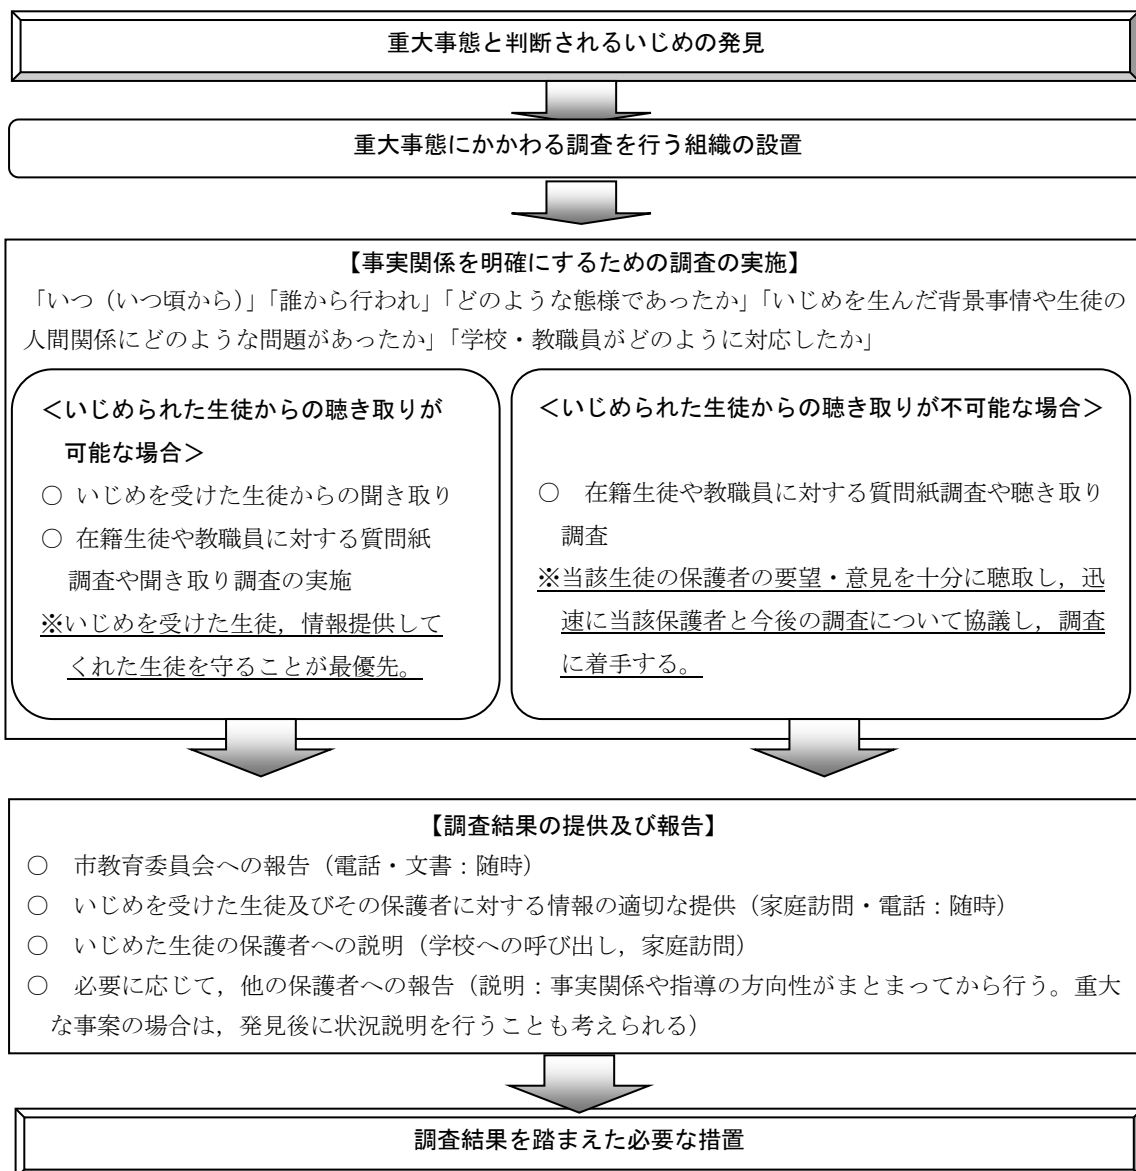 重大事態と判断されるいじめの発見
重大事態にかかわる調査を行う組織の設置
【事実関係を明確にするための調査の実施】
「いつ（いつ頃から）」「誰から行われ」「どのような態様であったか」「いじめを生んだ背景事情や生徒の
人間関係にどのような問題があったか」「学校・教職員がどのように対応したか」
＜いじめられた生徒からの聴き取りが
可能な場合＞
○ いじめを受けた生徒からの聞き取り
○ 在籍生徒や教職員に対する質問紙
調査や聞き取り調査の実施
※いじめを受けた生徒，情報提供して
くれた生徒を守ることが最優先。
＜いじめられた生徒からの聴き取りが不可能な場合＞
○　在籍生徒や教職員に対する質問紙調査や聴き取り
調査
※当該生徒の保護者の要望・意見を十分に聴取し，迅
速に当該保護者と今後の調査について協議し，調査
に着手する。
【調査結果の提供及び報告】
○　市教育委員会への報告（電話・文書：随時）
○　いじめを受けた生徒及びその保護者に対する情報の適切な提供（家庭訪問・電話：随時）
○　いじめた生徒の保護者への説明（学校への呼び出し，家庭訪問）
○　必要に応じて，他の保護者への報告（説明：事実関係や指導の方向性がまとまってから行う。重大
な事案の場合は，発見後に状況説明を行うことも考えられる）
調査結果を踏まえた必要な措置